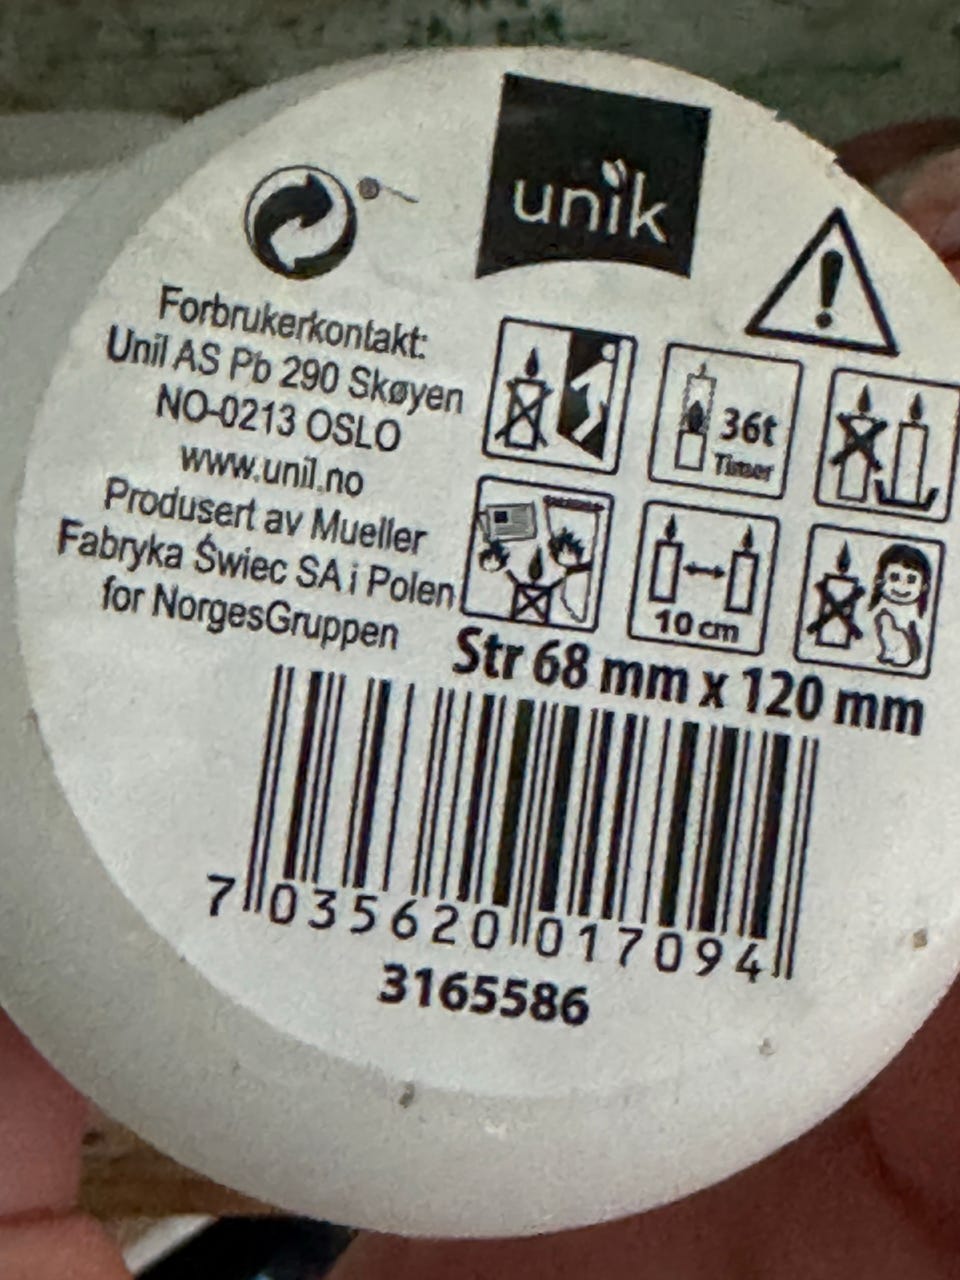 unik
Forbrukerkontakt:
Unil AS Pb 290 Skøyen
NO-0213 OSLO
www.unil.no
Produsert av Mueller
Fabryka Świec SA i Polen
for NorgesGruppen
36t
Timer
10 cm
Str 68 mm x 120 mm
7 035620 017094
3165586